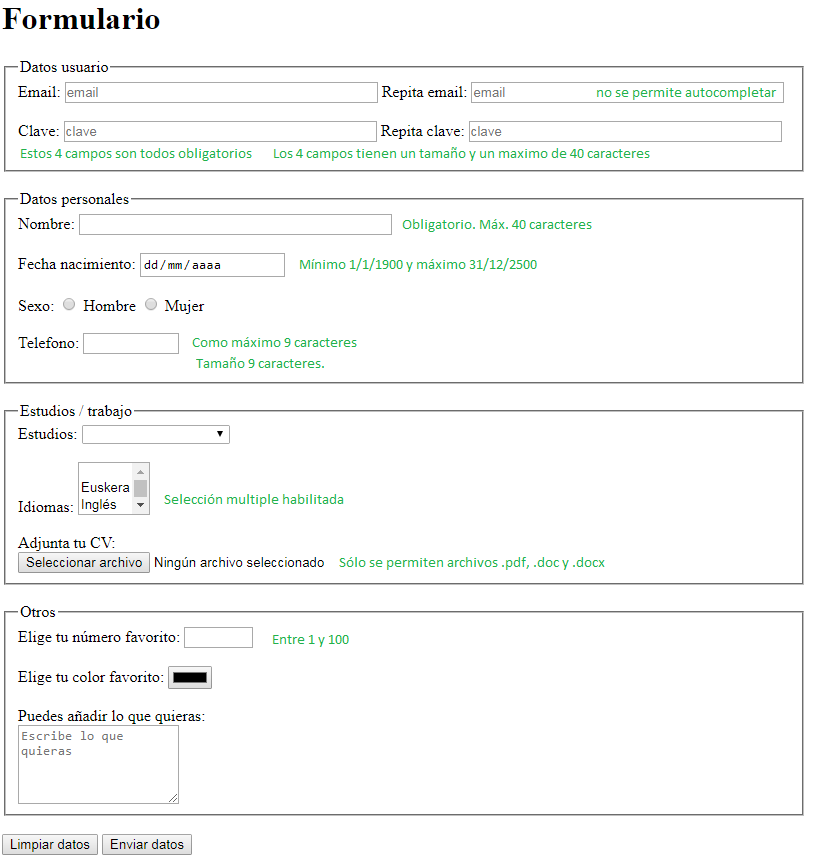 Formulario
Datos usuario
Email: email Repita email: email no se permite autocompletar
Clave: clave Repita clave: clave
Estos 4 campos son todos obligatorios Los 4 campos tienen un tamaño y un maximo de 40 caracteres
Datos personales
Nombre: Obligatorio. Máx. 40 caracteres
Fecha nacimiento: dd/mm/aaaa Mínimo 1/1/1900 y máximo 31/12/2500
Sexo: Hombre Mujer
Telefono: Como máximo 9 caracteres
Tamaño 9 caracteres.
Estudios / trabajo
Estudios:
Euskera
Idiomas: Inglés Selección multiple habilitada
Adjunta tu CV:
Seleccionar archivo Ningún archivo seleccionado Sólo se permiten archivos .pdf, .doc y .docx
Otros
Elige tu número favorito: Entre 1 y 100
Elige tu color favorito:
Puedes añadir lo que quieras:
Escribe lo que
quieras
Limpiar datos Enviar datos